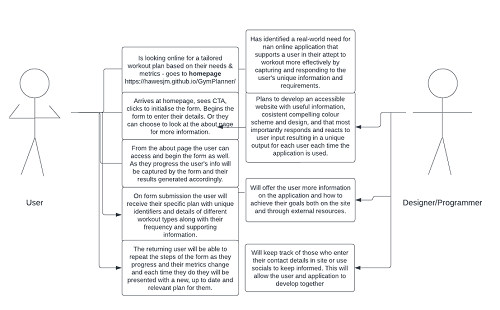 Is looking online for a tailored
workout plan based on their needs &
metrics - goes to homepage
https://hawesjm.github.io/GymPlanner/
Arrives at homepage, sees CTA,
clicks to initialise the form. Begins the
form to enter their details. Or they
can choose to look at the about page
for more information.
From the about page the user can
access and begin the form as well.
As they progress the user's info will
be captured by the form and their
results generated accordingly.
On form submission the user will
receive their specific plan with unique
identifiers and details of different
workout types along with their
frequency and supporting
information.
The returning user will be able to
repeat the steps of the form as they
progress and their metrics change
and each time they do they will be
presented with a new, up to date and
relevant plan for them.
Has identified a real-world need for
nan online application that
supports a user in their attept to
workout more effectively by
capturing and responding to the
user's unique information and
requirements.
Plans to develop an accessible
website with useful information,
cosistent compelling colour
scheme and design, and that most
importantly responds and reacts to
user input resulting in a unique
output for each user each time the
application is used.
Will offer the user more information
on the application and how to
achieve their goals both on the site
and through external resources.
Will keep track of those who enter
their contact details in site or use
socials to keep informed. This will
allow the user and application to
develop together
User
Designer/Programmer